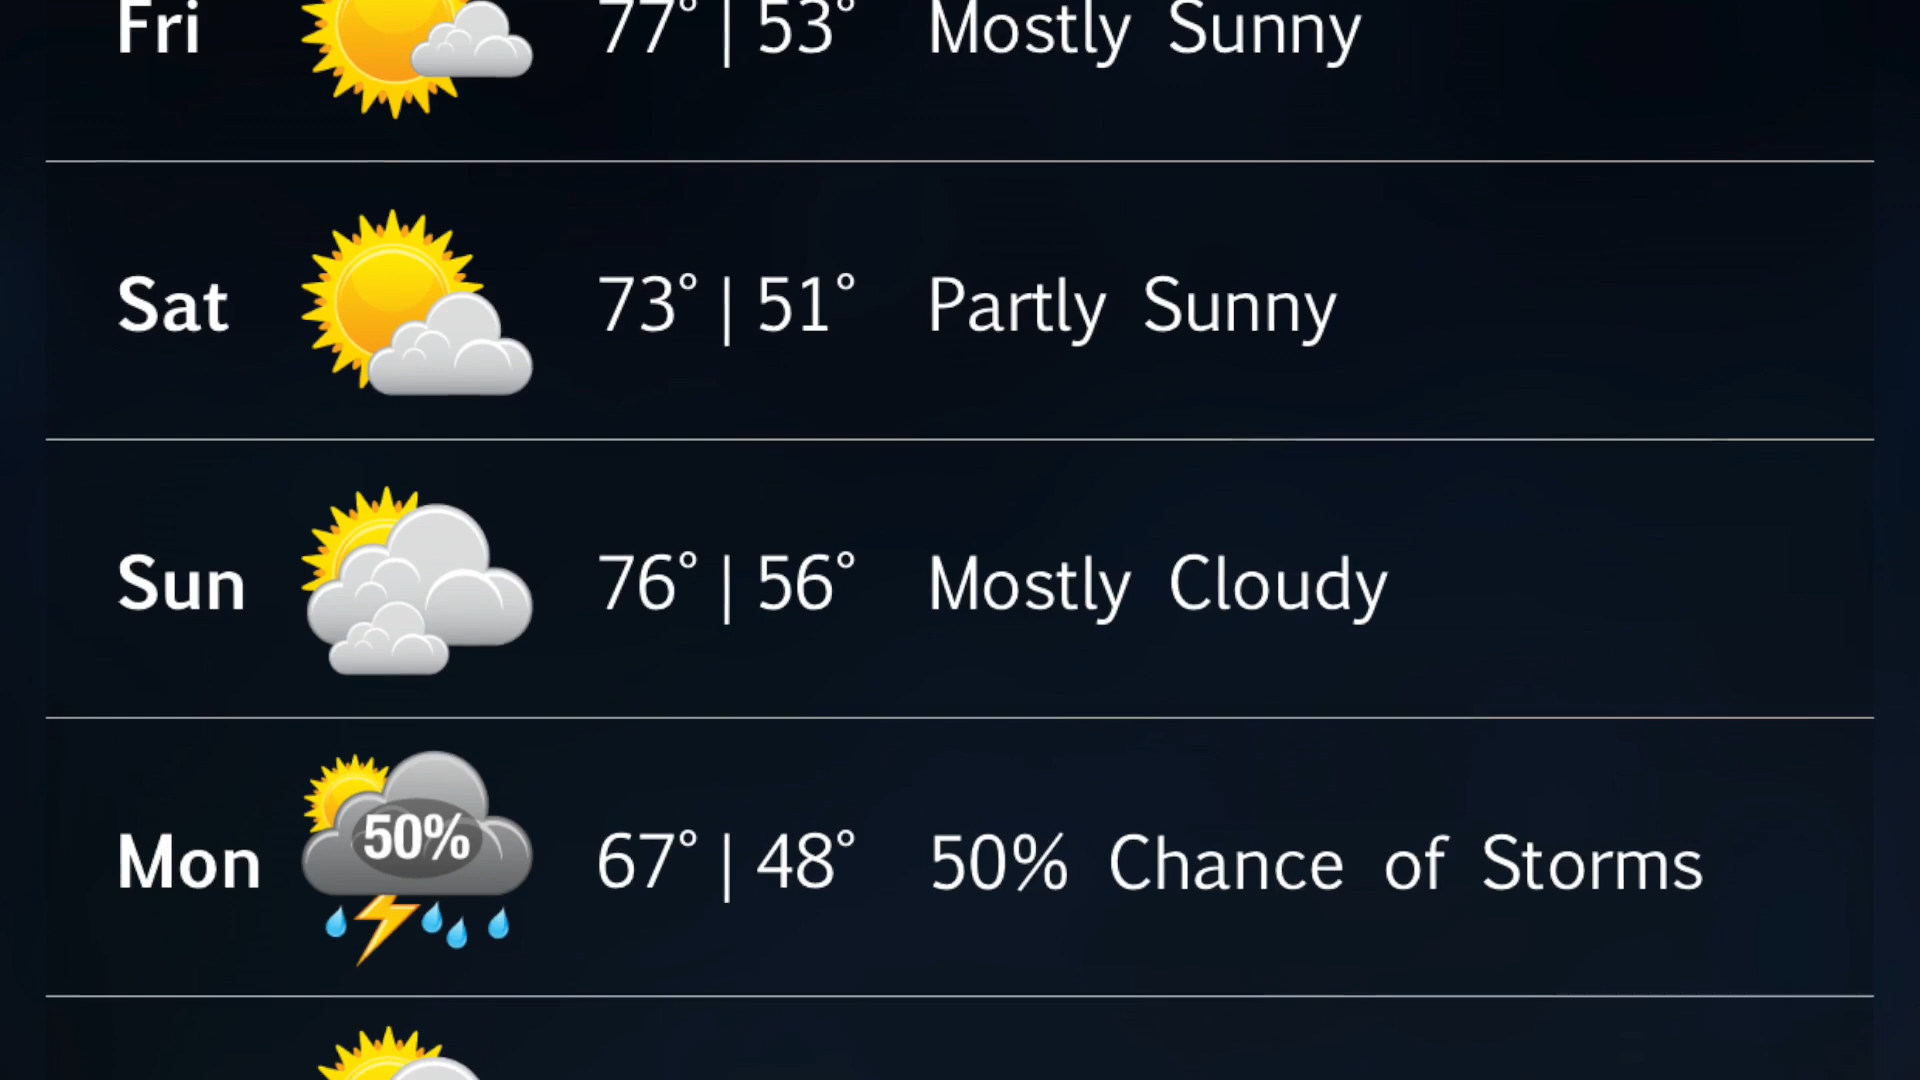 Fri 77° | 53° Mostly Sunny
Sat 73° | 51° Partly Sunny
Sun 76° | 56° Mostly Cloudy
Mon 50% 67° | 48° 50% Chance of Storms